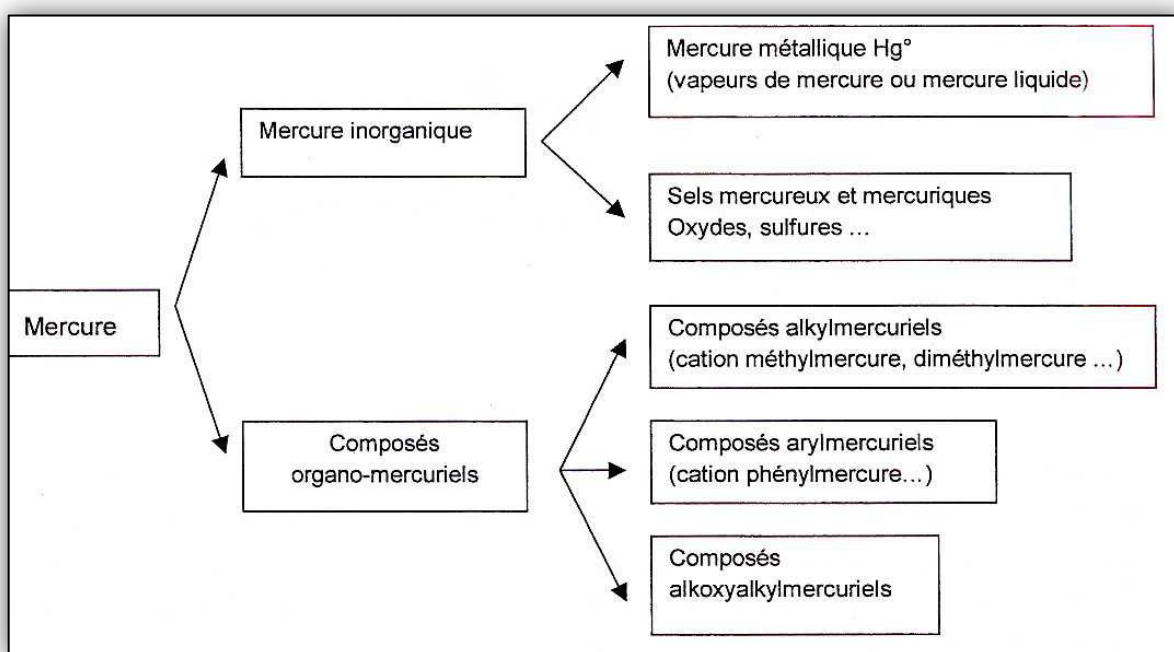 Mercure
Mercure inorganique
Mercure métallique Hg°
(vapeurs de mercure ou mercure liquide)
Sels mercureux et mercuriques
Oxydes, sulfures ...
Composés
organo-mercuriels
Composés alkylmercuriels
(cation méthylmercure, diméthylmercure ...)
Composés arylmercuriels
(cation phénylmercure...)
Composés
alkoxyalkylmercuriels